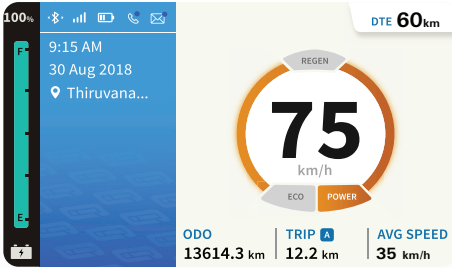 100%
F
E
9:15 AM
30 Aug 2018
Thiruvana...
DTE 60km
REGEN
75
km/h
ECO
POWER
ODO
13614.3 km
TRIP A
12.2 km
AVG SPEED
35 km/h